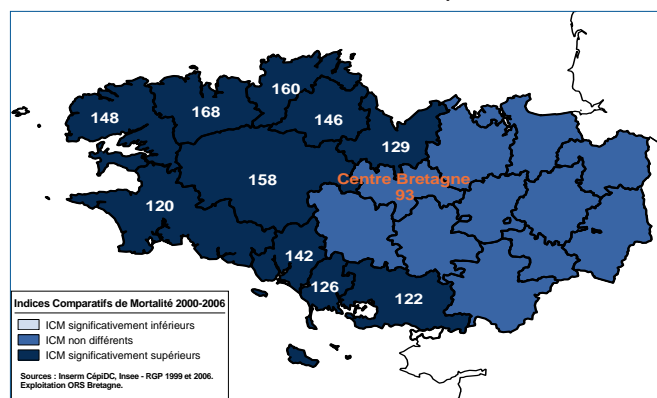 160
148
168
146
129
158
Centre Bretagne
93
120
142
126
122
Indices Comparatifs de Mortalité 2000-2006
ICM significativement inférieurs
ICM non différents
ICM significativement supérieurs
Sources : Inserm CépiDC, Insee - RGP 1999 et 2006.
Exploitation ORS Bretagne.